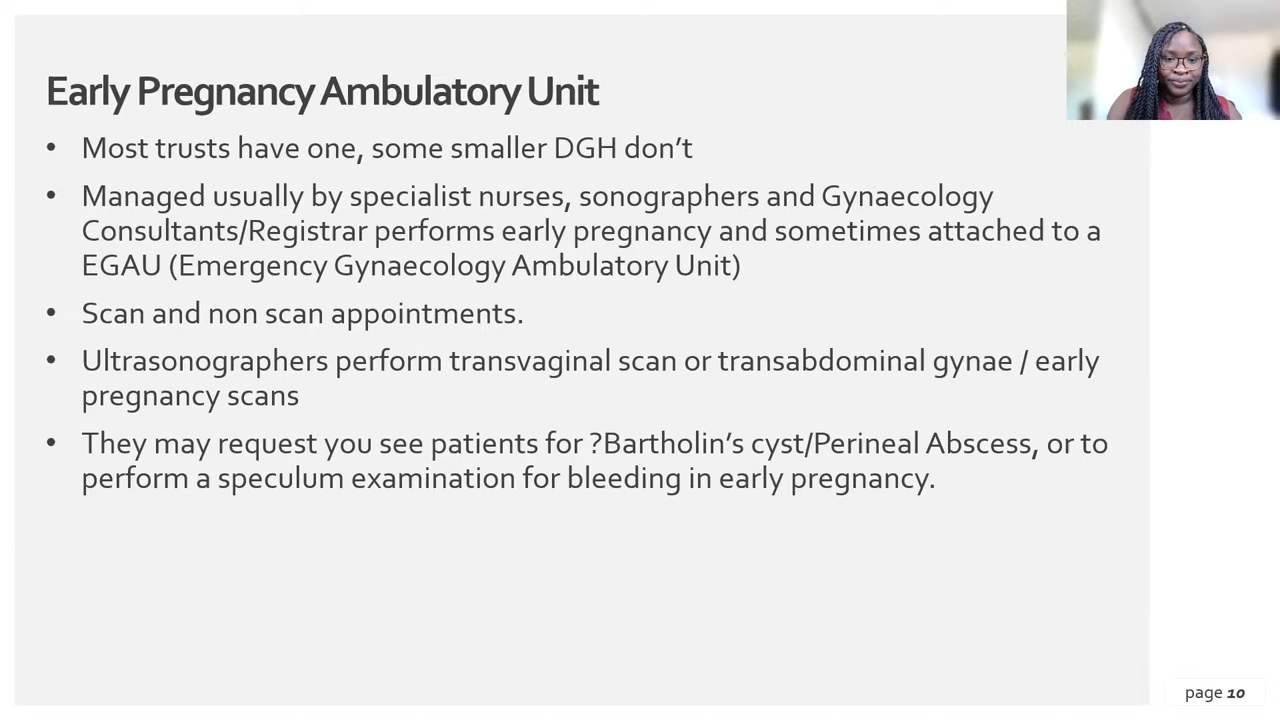 Early Pregnancy Ambulatory Unit
• Most trusts have one, some smaller DGH don’t
• Managed usually by specialist nurses, sonographers and Gynaecology
Consultants/Registrar performs early pregnancy and sometimes attached to a
EGAU (Emergency Gynaecology Ambulatory Unit)
• Scan and non scan appointments.
• Ultrasonographers perform transvaginal scan or transabdominal gynae / early
pregnancy scans
• They may request you see patients for ?Bartholin’s cyst/Perineal Abscess, or to
perform a speculum examination for bleeding in early pregnancy.
page 10